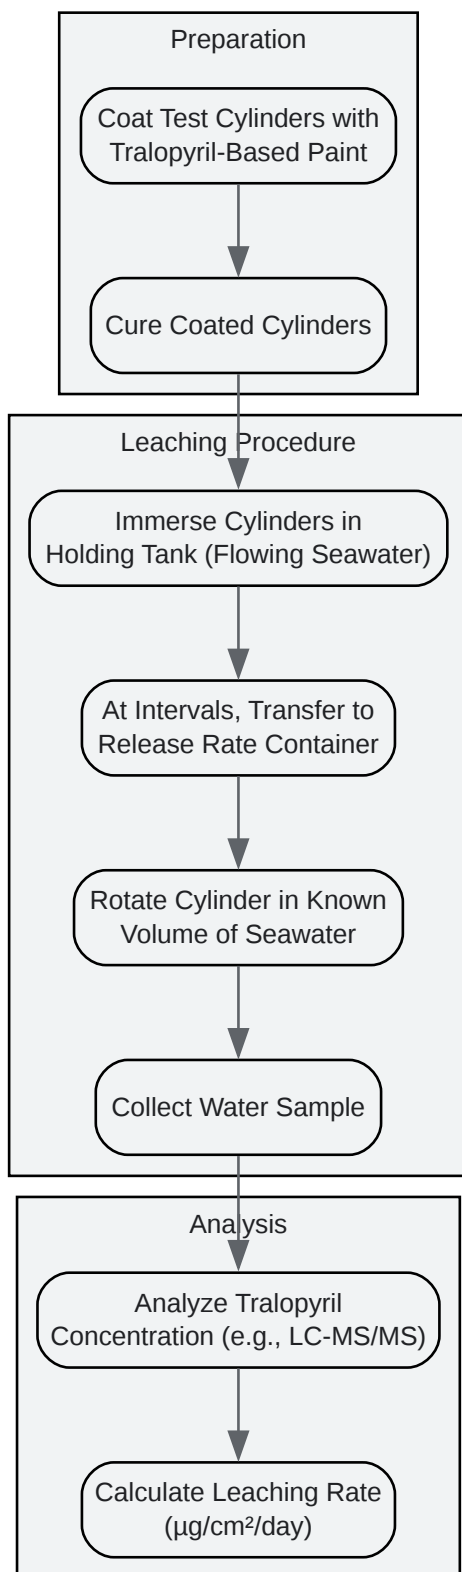 Preparation
Coat Test Cylinders with
Tralopyril-Based Paint
Cure Coated Cylinders
Leaching Procedure
Immerse Cylinders in
Holding Tank (Flowing Seawater)
At Intervals, Transfer to
Release Rate Container
Rotate Cylinder in Known
Volume of Seawater
Collect Water Sample
Analysis
Analyze Tralopyril
Concentration (e.g., LC-MS/MS)
Calculate Leaching Rate
(µg/cm²/day)